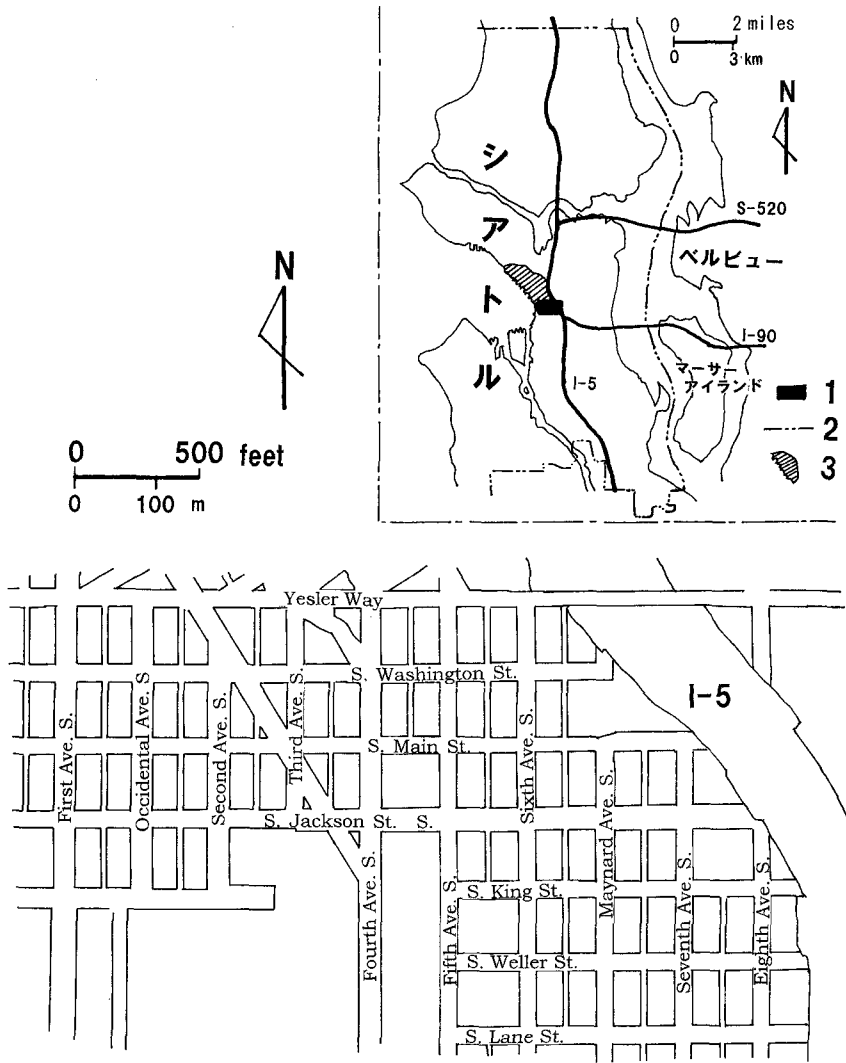 0 2 miles
0 3 km
N
シアトル
S-520
ベルビュー
I-90
マーサー
アイランド
I-5
1
2
3
N
0 500 feet
0 100 m
Yesler Way
S. Washington St.
S. Main St.
S. Jackson St. S.
S. King St.
S. Weller St.
S. Lane St.
First Ave. S.
Occidental Ave. S
Second Ave. S.
Third Ave. S.
Fourth Ave. S.
Fifth Ave. S.
Sixth Ave. S.
Maynard Ave. S.
Seventh Ave. S.
Eighth Ave. S.
I-5